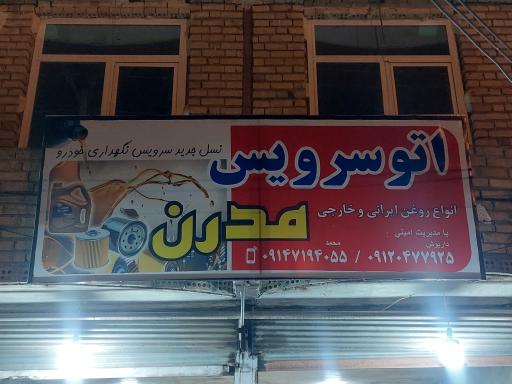 نسل جدید سرویس نگهداری خودرو
اتوسرویس
مدرن
انواع روغن ایرانی و خارجی
با مدیریت امینی :
داریوش
محمد
۰۹۱۲۰۴۷۷۹۲۵ / ۰۹۱۴۷۱۹۴۰۵۵